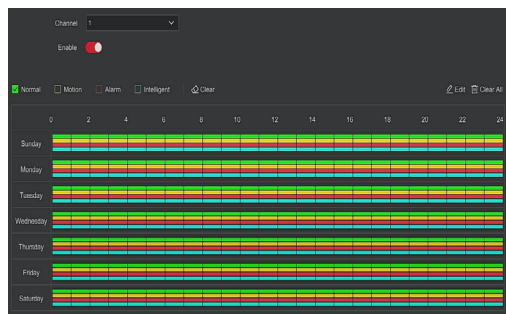 Channel 1
Enable
Normal Motion Alarm Intelligent Clear Edit Clear All
0 2 4 6 8 10 12 14 16 18 20 22 24
Sunday
Monday
Tuesday
Wednesday
Thursday
Friday
Saturday